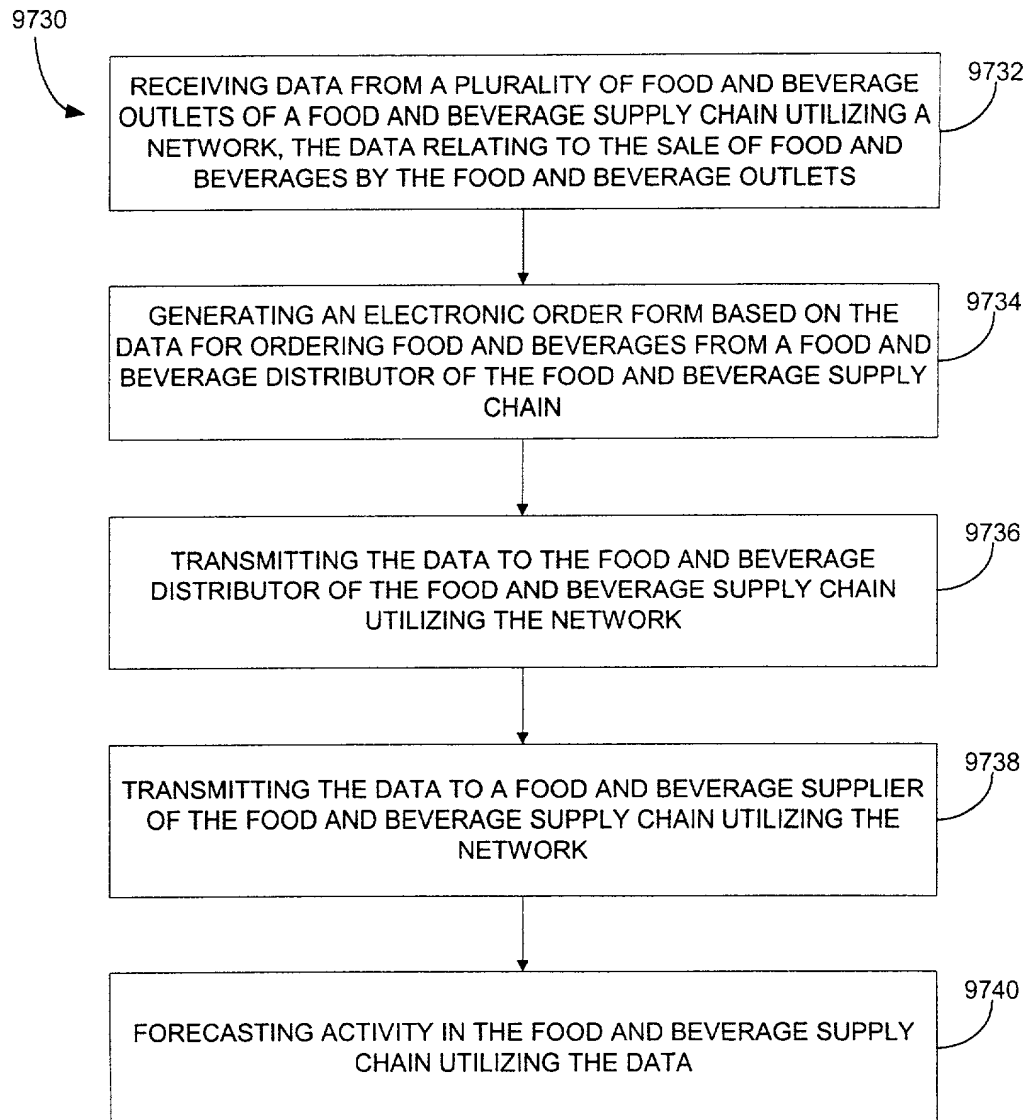 9730
9732
RECEIVING DATA FROM A PLURALITY OF FOOD AND BEVERAGE
OUTLETS OF A FOOD AND BEVERAGE SUPPLY CHAIN UTILIZING A
NETWORK, THE DATA RELATING TO THE SALE OF FOOD AND
BEVERAGES BY THE FOOD AND BEVERAGE OUTLETS
9734
GENERATING AN ELECTRONIC ORDER FORM BASED ON THE
DATA FOR ORDERING FOOD AND BEVERAGES FROM A FOOD AND
BEVERAGE DISTRIBUTOR OF THE FOOD AND BEVERAGE SUPPLY
CHAIN
9736
TRANSMITTING THE DATA TO THE FOOD AND BEVERAGE
DISTRIBUTOR OF THE FOOD AND BEVERAGE SUPPLY CHAIN
UTILIZING THE NETWORK
9738
TRANSMITTING THE DATA TO A FOOD AND BEVERAGE SUPPLIER
OF THE FOOD AND BEVERAGE SUPPLY CHAIN UTILIZING THE
NETWORK
9740
FORECASTING ACTIVITY IN THE FOOD AND BEVERAGE SUPPLY
CHAIN UTILIZING THE DATA